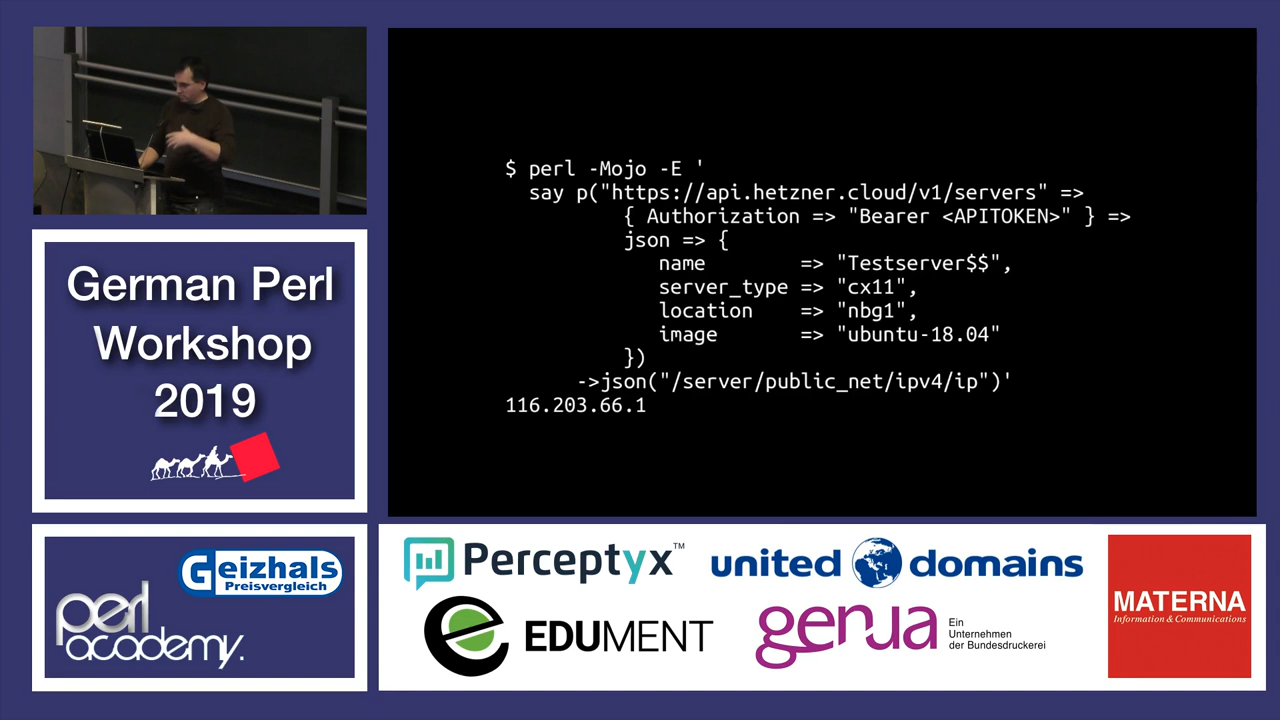 $ perl -Mojo -E '
say p("https://api.hetzner.cloud/v1/servers" =>
{ Authorization => "Bearer <APITOKEN>" } =>
json => {
name => "Testserver$$",
server_type => "cx11",
location => "nbg1",
image => "ubuntu-18.04"
})
->json("/server/public_net/ipv4/ip")'
116.203.66.1
German Perl
Workshop
2019
Geizhals
Preisvergleich
perl
academy.
Perceptyx™
united domains
EDUMENT
genua
Ein
Unternehmen
der Bundesdruckerei
MATERNA
Information & Communications